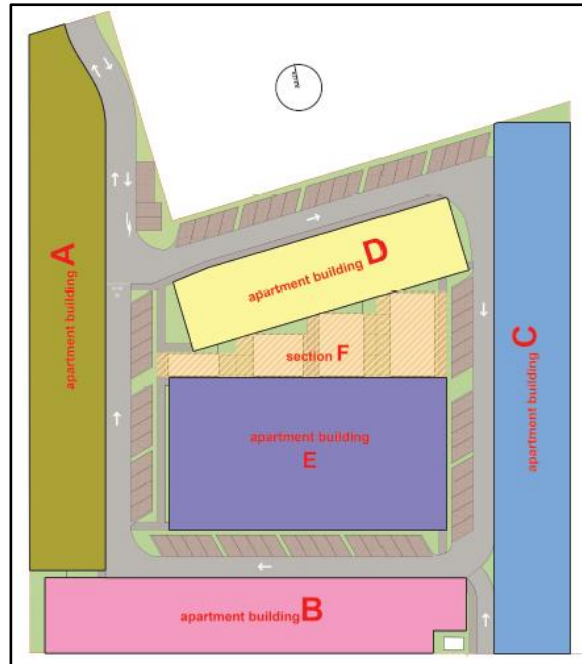 apartment building A
apartment building D
section F
apartment building C
apartment building
E
apartment building B